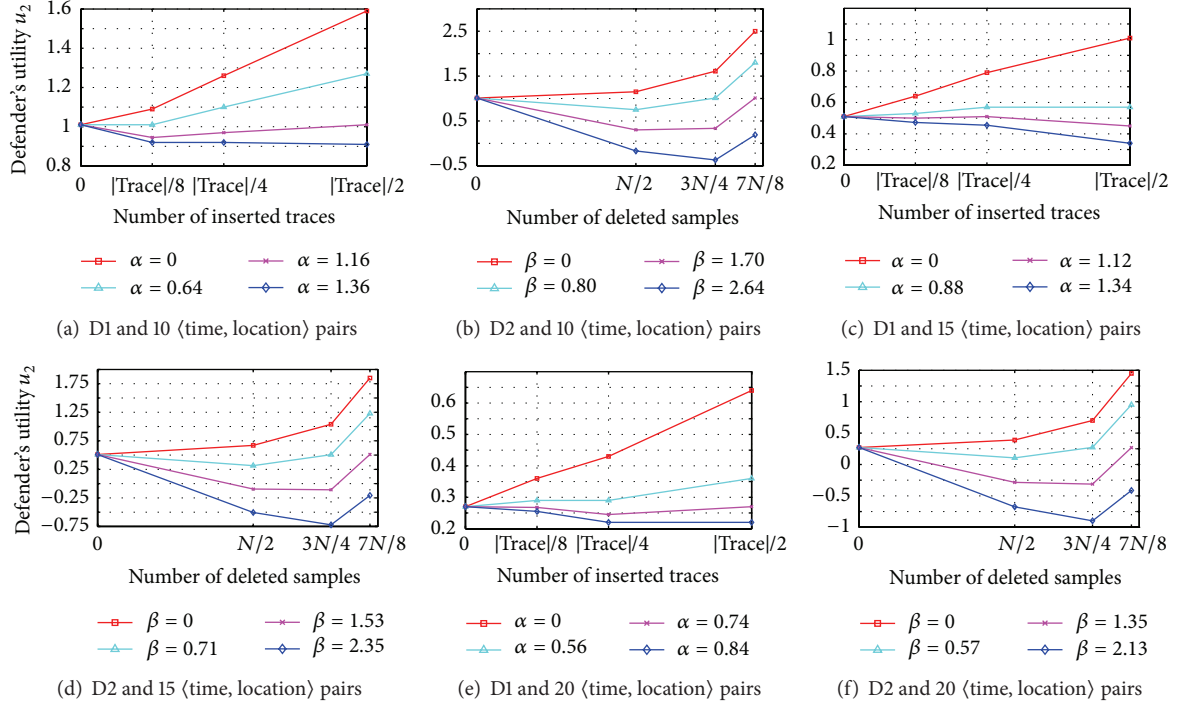 Defender's utility u₂
1.6
1.4
1.2
1
0.8
0 |Trace|/8 |Trace|/4 |Trace|/2
Number of inserted traces
α = 0
α = 1.16
α = 0.64
α = 1.36
(a) D1 and 10 ⟨time, location⟩ pairs
2.5
1.5
0.5
−0.5
0 N/2 3N/4 7N/8
Number of deleted samples
β = 0
β = 1.70
β = 0.80
β = 2.64
(b) D2 and 10 ⟨time, location⟩ pairs
1
0.8
0.6
0.4
0.2
0 |Trace|/8 |Trace|/4 |Trace|/2
Number of inserted traces
α = 0
α = 1.12
α = 0.88
α = 1.34
(c) D1 and 15 ⟨time, location⟩ pairs
Defender's utility u₂
1.75
1.25
0.75
0.25
−0.25
−0.75
0 N/2 3N/4 7N/8
Number of deleted samples
β = 0
β = 1.53
β = 0.71
β = 2.35
(d) D2 and 15 ⟨time, location⟩ pairs
0.6
0.5
0.4
0.3
0.2
0 |Trace|/8 |Trace|/4 |Trace|/2
Number of inserted traces
α = 0
α = 0.74
α = 0.56
α = 0.84
(e) D1 and 20 ⟨time, location⟩ pairs
1.5
1
0.5
0
−0.5
−1
0 N/2 3N/4 7N/8
Number of deleted samples
β = 0
β = 1.35
β = 0.57
β = 2.13
(f) D2 and 20 ⟨time, location⟩ pairs